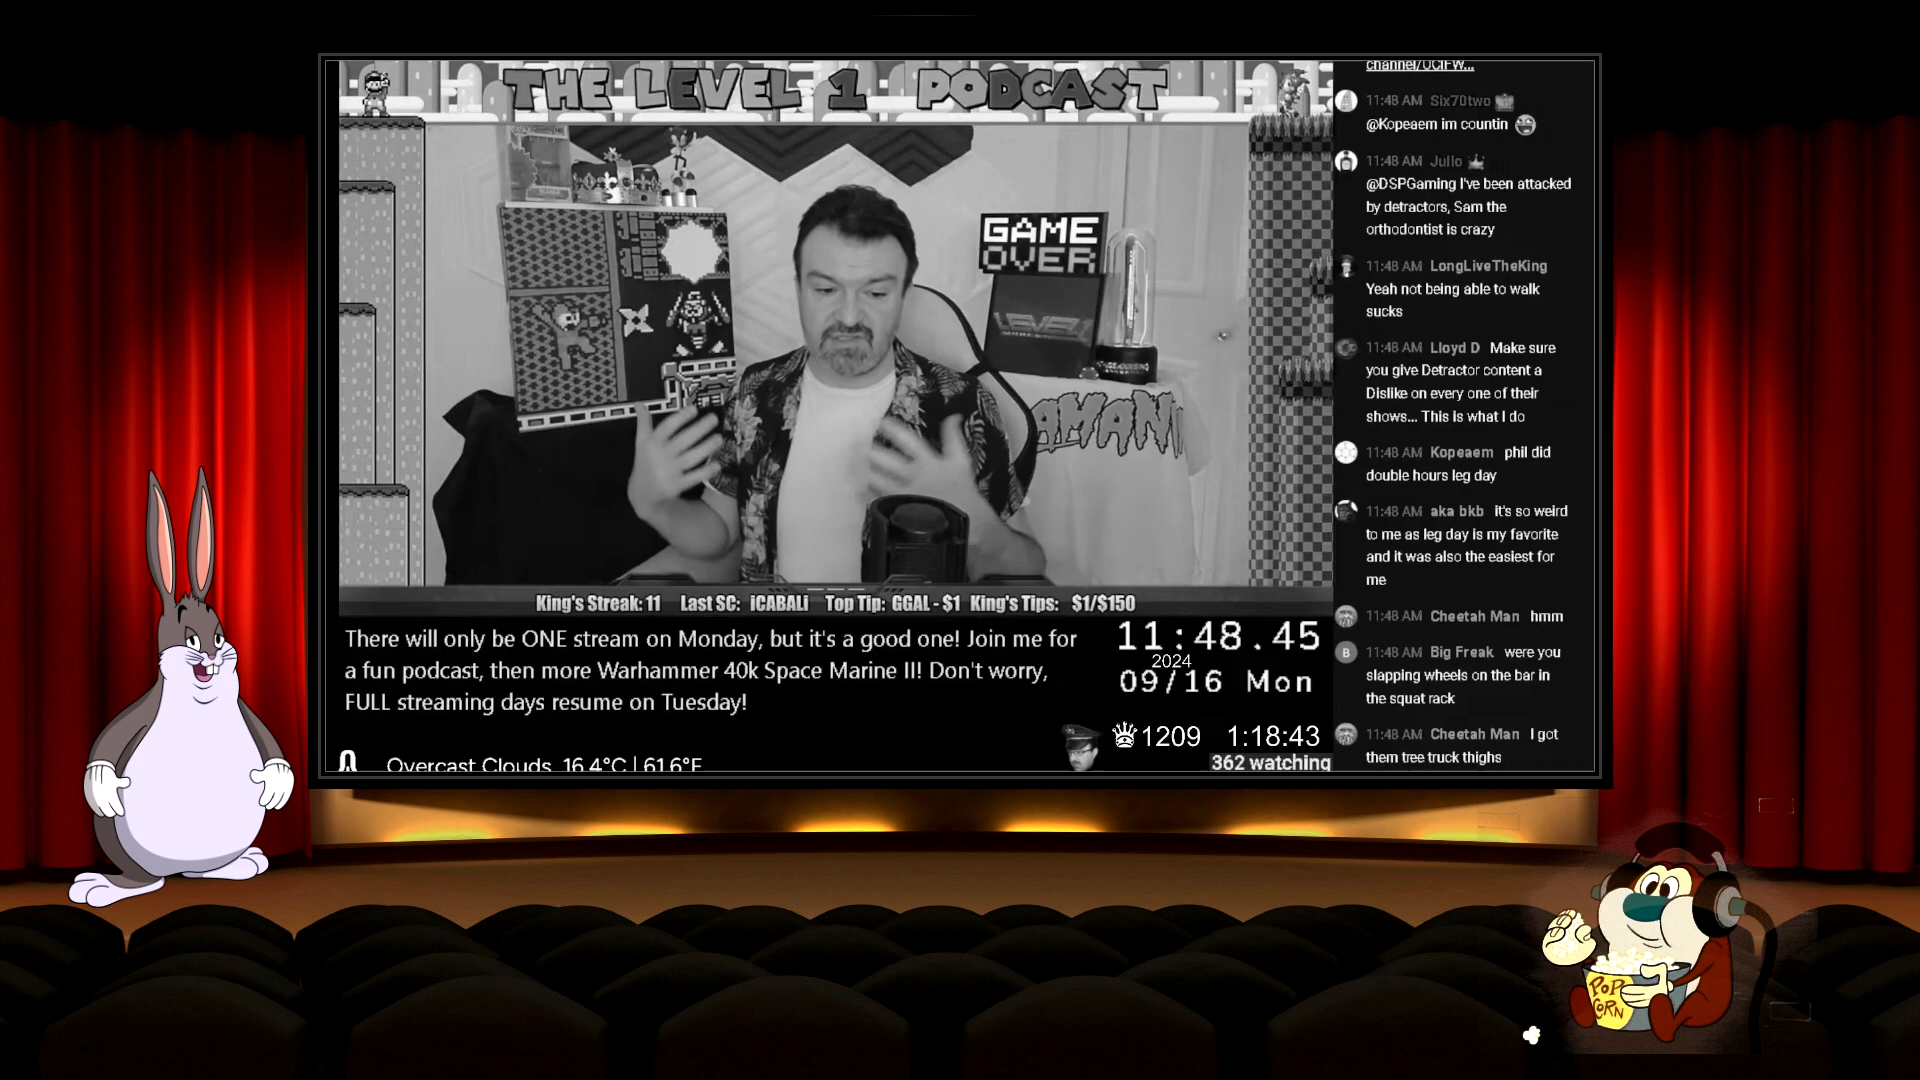 THE LEVEL 1 PODCAST
GAME
OVER
LEVEL1
AMANI
King's Streak: 11 Last SC: iCABALi Top Tip: GGAL - $1 King's Tips: $1/$150
There will only be ONE stream on Monday, but it's a good one! Join me for
a fun podcast, then more Warhammer 40k Space Marine II! Don't worry,
FULL streaming days resume on Tuesday!
11:48.45
2024
09/16 Mon
1209 1:18:43
362 watching
Overcast Clouds 16.4°C | 61.6°F
channel/UCIFW...
11:48 AM Six70two
@Kopeaem im countin
11:48 AM Julio
@DSPGaming I've been attacked
by detractors, Sam the
orthodontist is crazy
11:48 AM LongLiveTheKing
Yeah not being able to walk
sucks
11:48 AM Lloyd D Make sure
you give Detractor content a
Dislike on every one of their
shows... This is what I do
11:48 AM Kopeaem phil did
double hours leg day
11:48 AM aka bkb it's so weird
to me as leg day is my favorite
and it was also the easiest for
me
11:48 AM Cheetah Man hmm
B
11:48 AM Big Freak were you
slapping wheels on the bar in
the squat rack
11:48 AM Cheetah Man I got
them tree truck thighs
POP
CORN